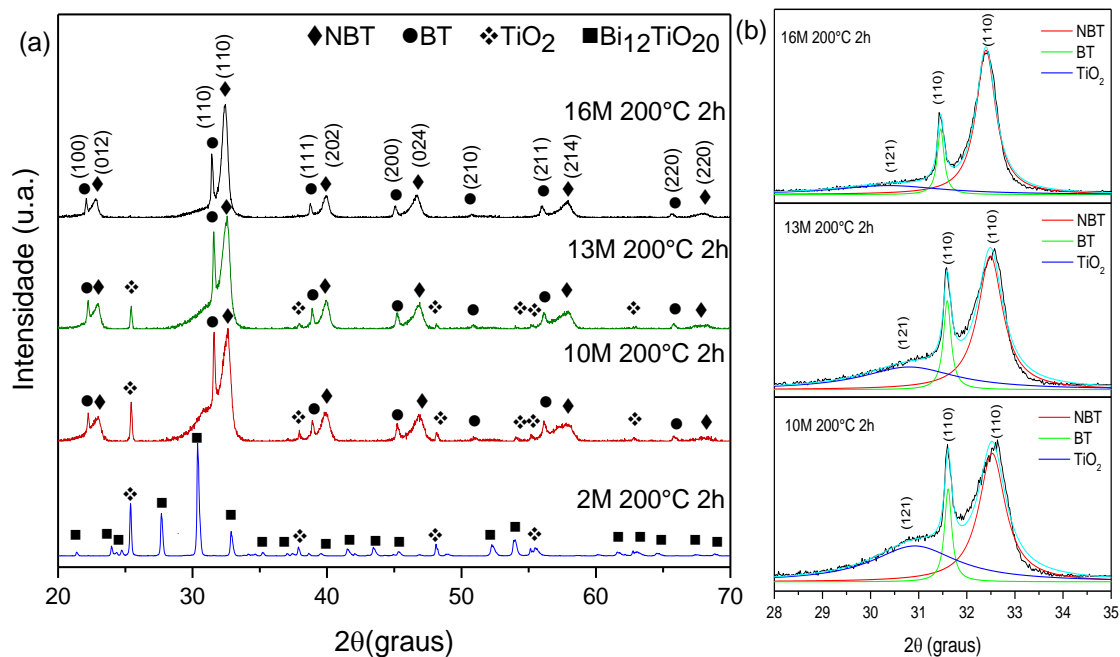 (a)
NBT BT TiO2 Bi12TiO20
(110)
(110)
16M 200°C 2h
(100) (012) (111) (202) (200) (024) (210) (211) (214) (220) (220)
13M 200°C 2h
10M 200°C 2h
2M 200°C 2h
Intensidade (u.a.)
20 30 40 50 60 70
2θ(graus)
(b)
16M 200°C 2h
(110)
NBT
BT
TiO2
(110)
(121)
13M 200°C 2h
(110)
(110)
NBT
BT
TiO2
(121)
10M 200°C 2h
(110)
(110)
NBT
BT
TiO2
(121)
28 29 30 31 32 33 34 35
2θ (graus)